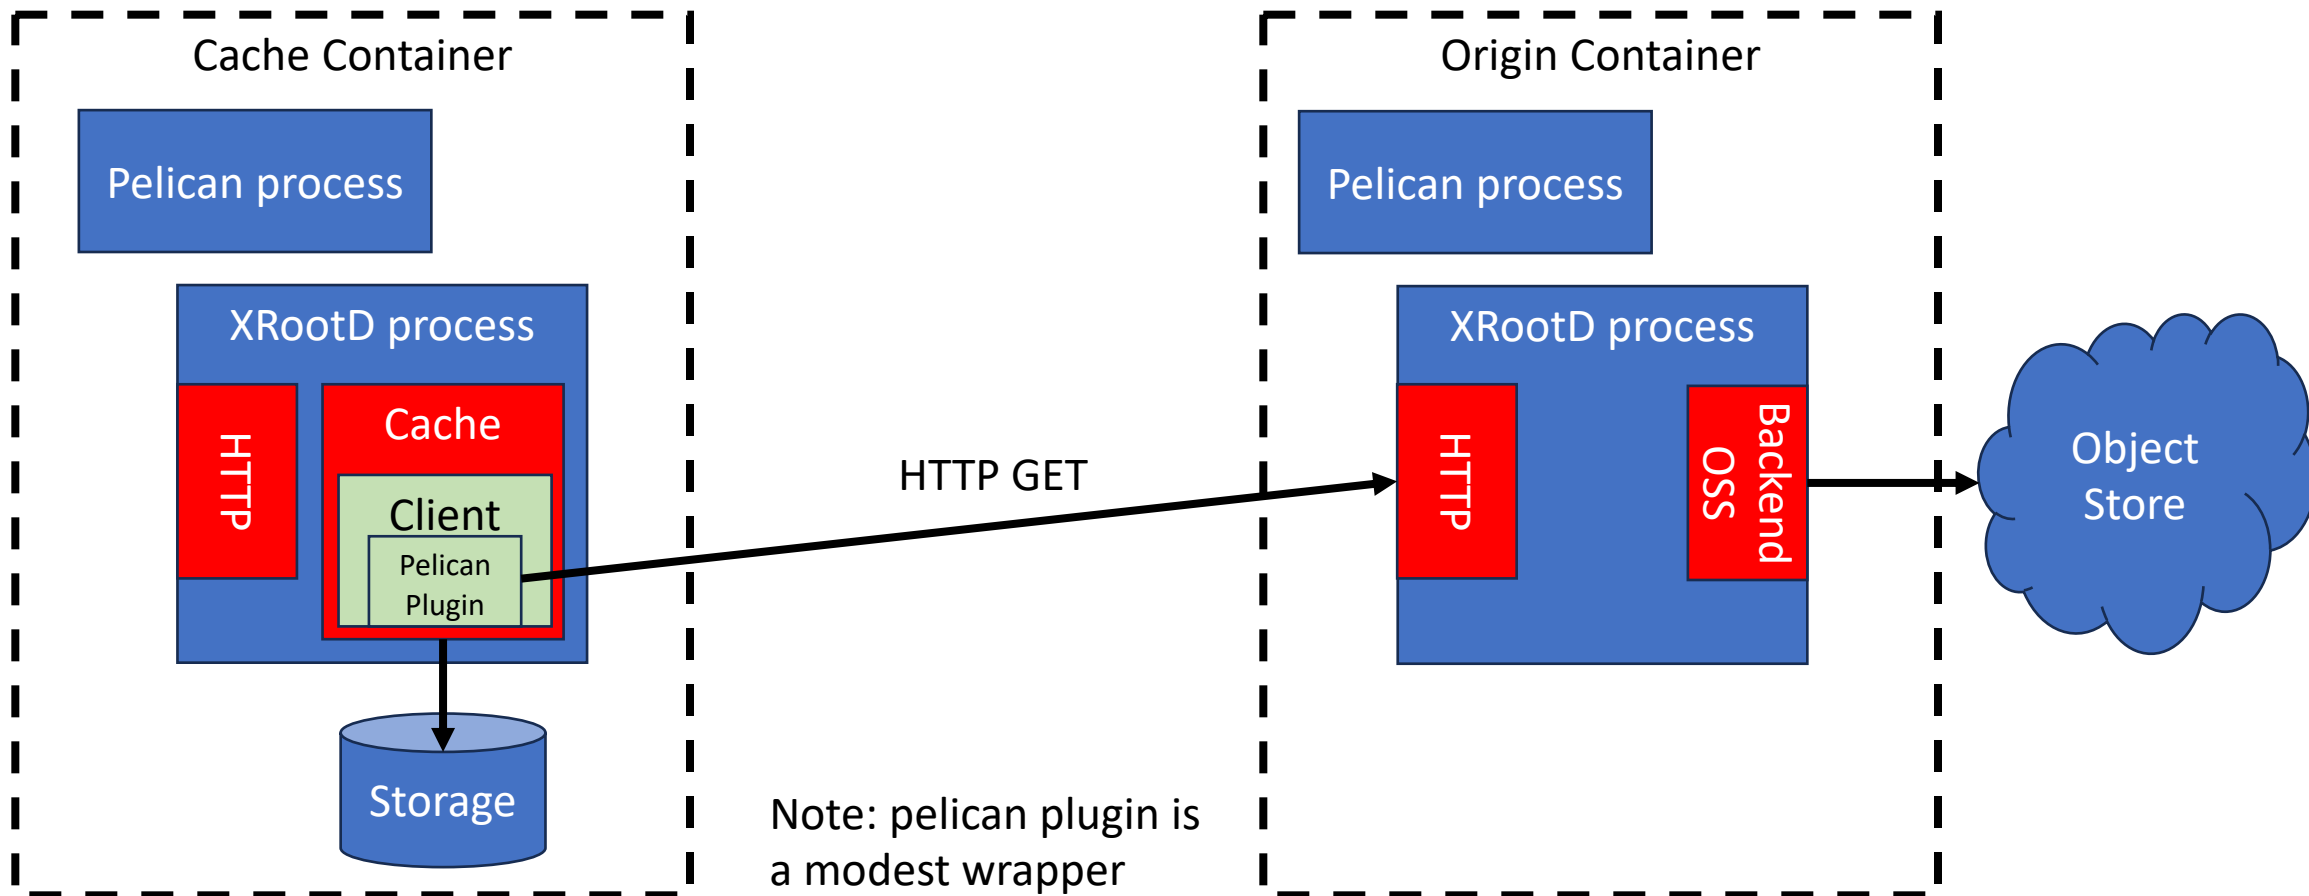 Cache Container
Pelican process
XRootD process
HTTP
Cache
Client
Pelican
Plugin
Storage
HTTP GET
Note: pelican plugin is
a modest wrapper
Origin Container
Pelican process
XRootD process
HTTP
Backend
OSS
Object
Store